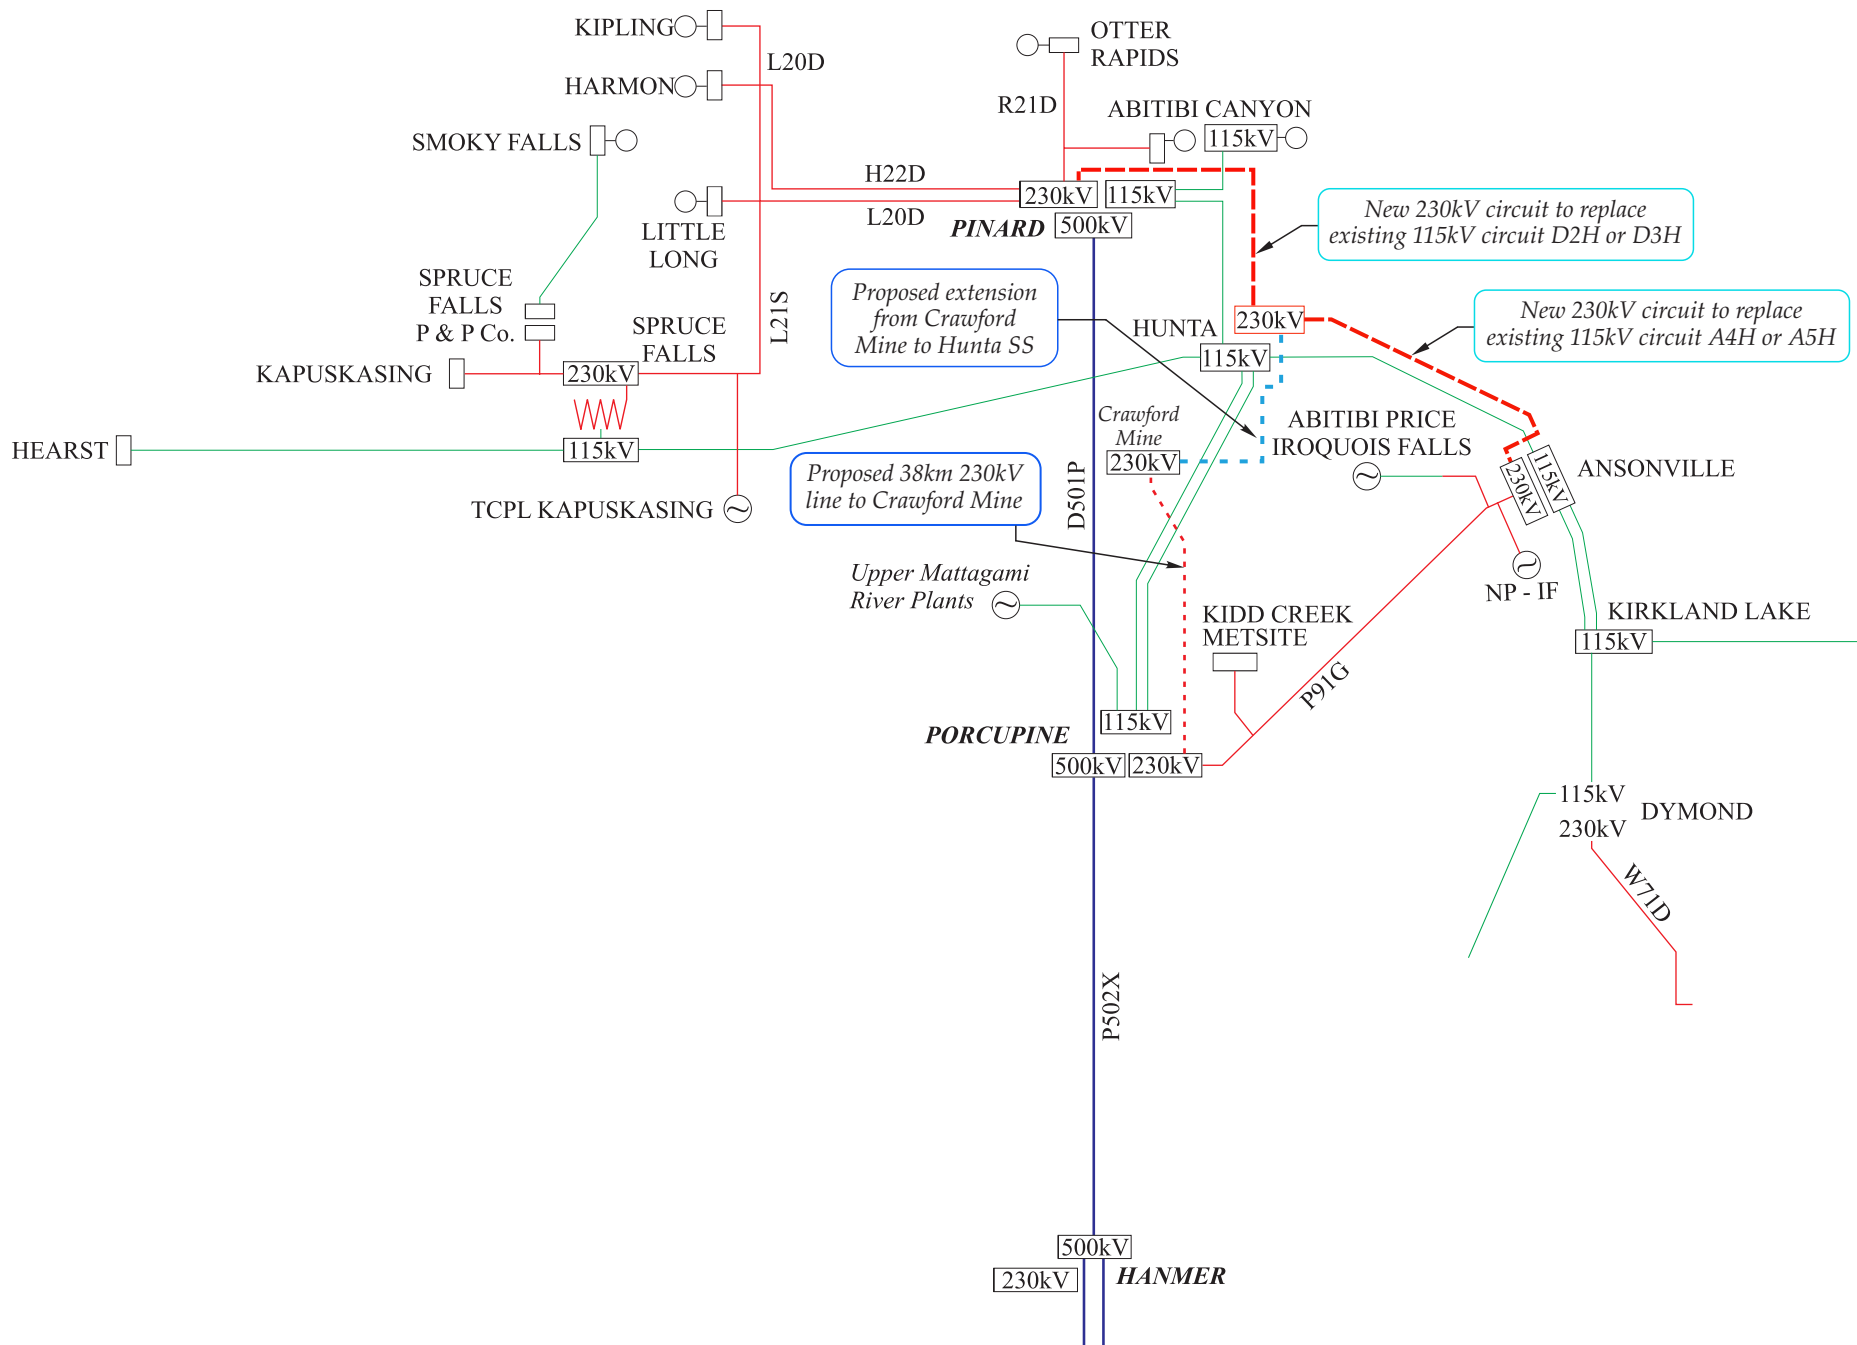 KIPLING
L20D
HARMON
OTTER
RAPIDS
R21D
ABITIBI CANYON
115kV
SMOKY FALLS
H22D
230kV
115kV
L20D
PINARD
500kV
LITTLE
LONG
New 230kV circuit to replace
existing 115kV circuit D2H or D3H
SPRUCE
FALLS
P & P Co.
L21S
SPRUCE
FALLS
Proposed extension
from Crawford
Mine to Hunta SS
HUNTA
230kV
115kV
New 230kV circuit to replace
existing 115kV circuit A4H or A5H
KAPUSKASING
230kV
HEARST
115kV
TCPL KAPUSKASING
Proposed 38km 230kV
line to Crawford Mine
D501P
Crawford
Mine
230kV
ABITIBI PRICE
IROQUOIS FALLS
115kV
230kV
ANSONVILLE
NP - IF
Upper Mattagami
River Plants
KIDD CREEK
METSITE
P91G
KIRKLAND LAKE
115kV
PORCUPINE
115kV
500kV
230kV
115kV
230kV
DYMOND
W71D
P502X
500kV
230kV
HANMER